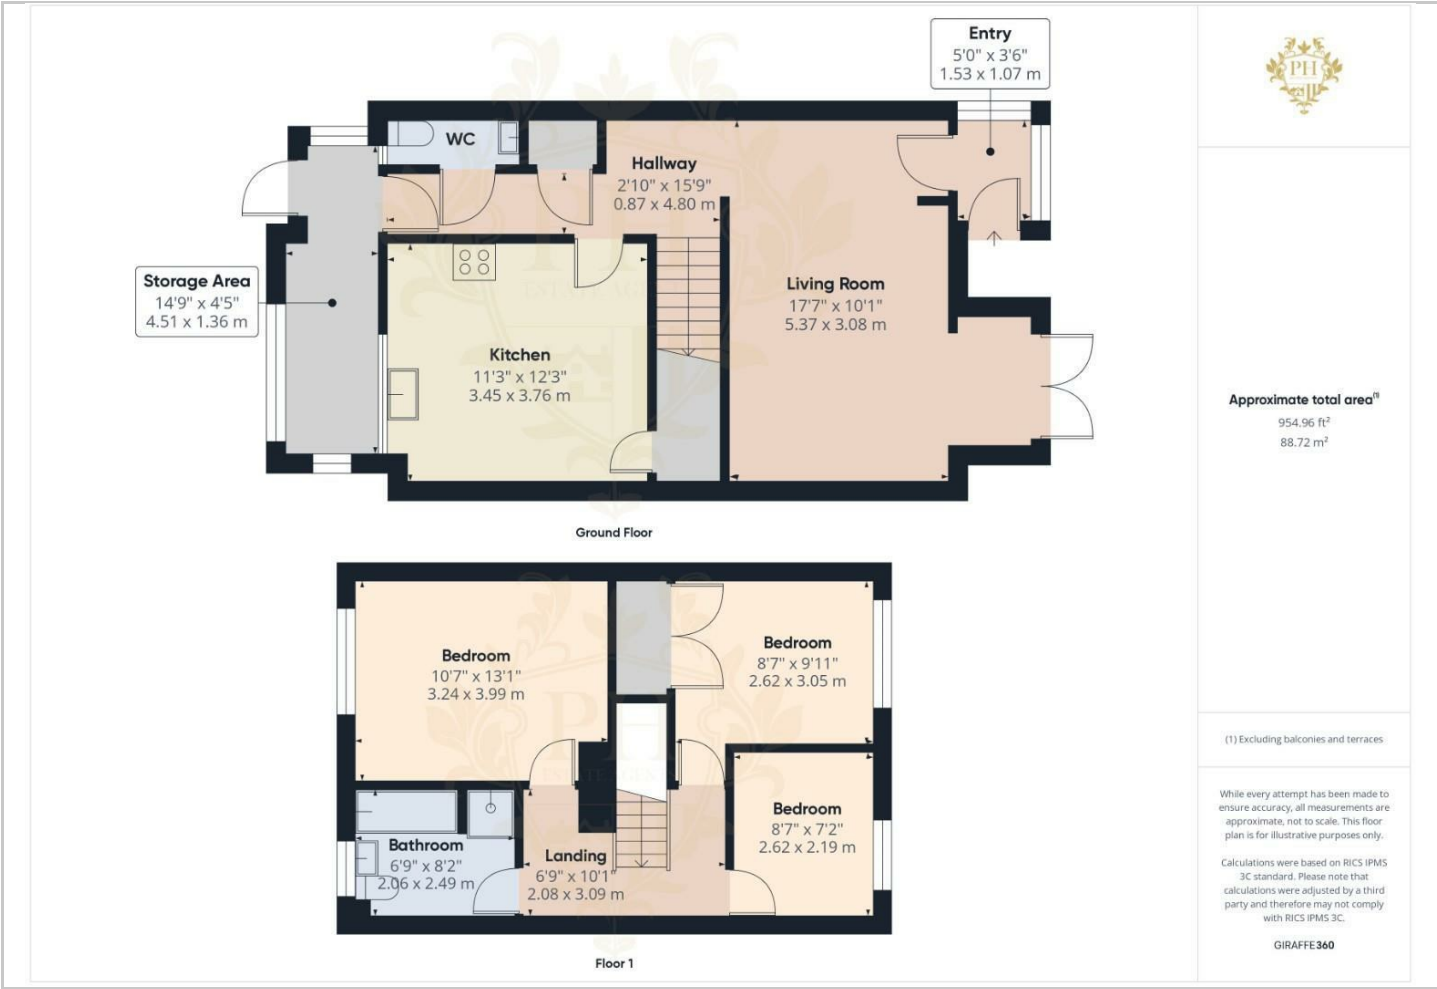 Entry
5'0" x 3'6"
1.53 x 1.07 m
PH
WC
Hallway
2'10" x 15'9"
0.87 x 4.80 m
Storage Area
14'9" x 4'5"
4.51 x 1.36 m
Living Room
17'7" x 10'1"
5.37 x 3.08 m
Kitchen
11'3" x 12'3"
3.45 x 3.76 m
PH
ESTATE AGENT
Ground Floor
Approximate total area⁽¹⁾
954.96 ft²
88.72 m²
Bedroom
10'7" x 13'1"
3.24 x 3.99 m
Bedroom
8'7" x 9'11"
2.62 x 3.05 m
PH
ESTATE AGENT
Bedroom
8'7" x 7'2"
2.62 x 2.19 m
Bathroom
6'9" x 8'2"
2.06 x 2.49 m
Landing
6'9" x 10'1"
2.08 x 3.09 m
Floor 1
(1) Excluding balconies and terraces
While every attempt has been made to
ensure accuracy, all measurements are
approximate, not to scale. This floor
plan is for illustrative purposes only.
Calculations were based on RICS IPMS
3C standard. Please note that
calculations were adjusted by a third
party and therefore may not comply
with RICS IPMS 3C.
GIRAFFE360